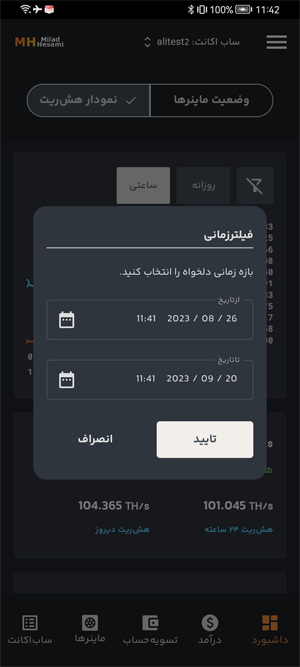 100% 11:42
MH Milad Hesami
ساب اکانت: alitest2
وضعیت ماینرها
نمودار هش‌ریت
روزانه
ساعتی
فیلترزمانی
بازه زمانی دلخواه را انتخاب کنید.
ازتاریخ
2023 / 08 / 26 11:41
تاتاریخ
2023 / 09 / 20 11:41
تایید
انصراف
101.045 TH/s
104.365 TH/s
هش‌ریت ۲۴ ساعته
هش‌ریت دیروز
داشبورد
درآمد
تسویه‌حساب
ماینرها
ساب‌اکانت